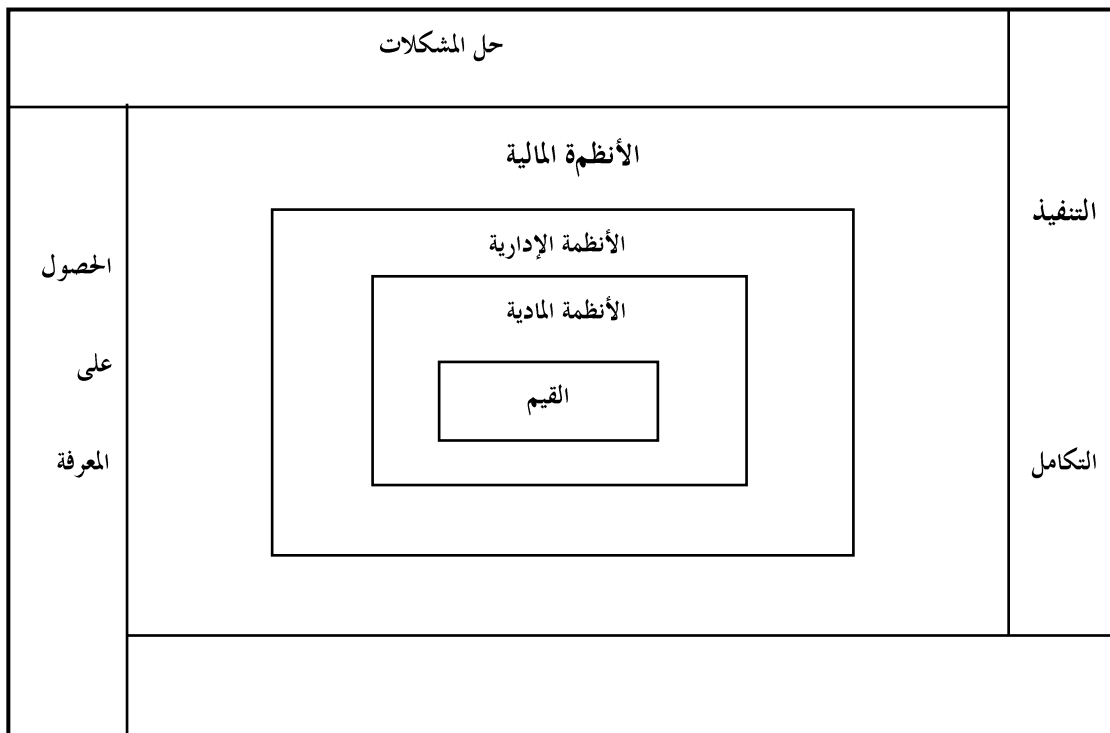 حل المشكلات
الأنظمة المالية
التنفيذ
الأنظمة الإدارية
الحصول
الأنظمة المادية
على
القيم
المعرفة
التكامل